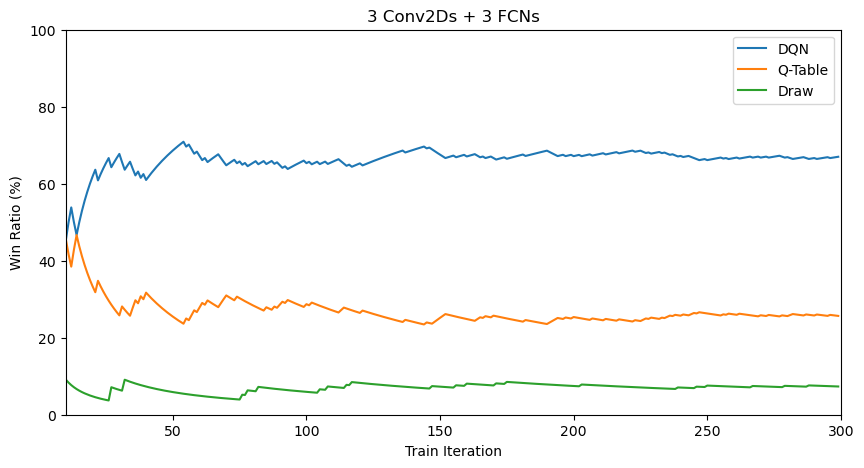 3 Conv2Ds + 3 FCNs
Win Ratio (%)
100
80
60
40
20
0
DQN
Q-Table
Draw
50
100
150
200
250
300
Train Iteration